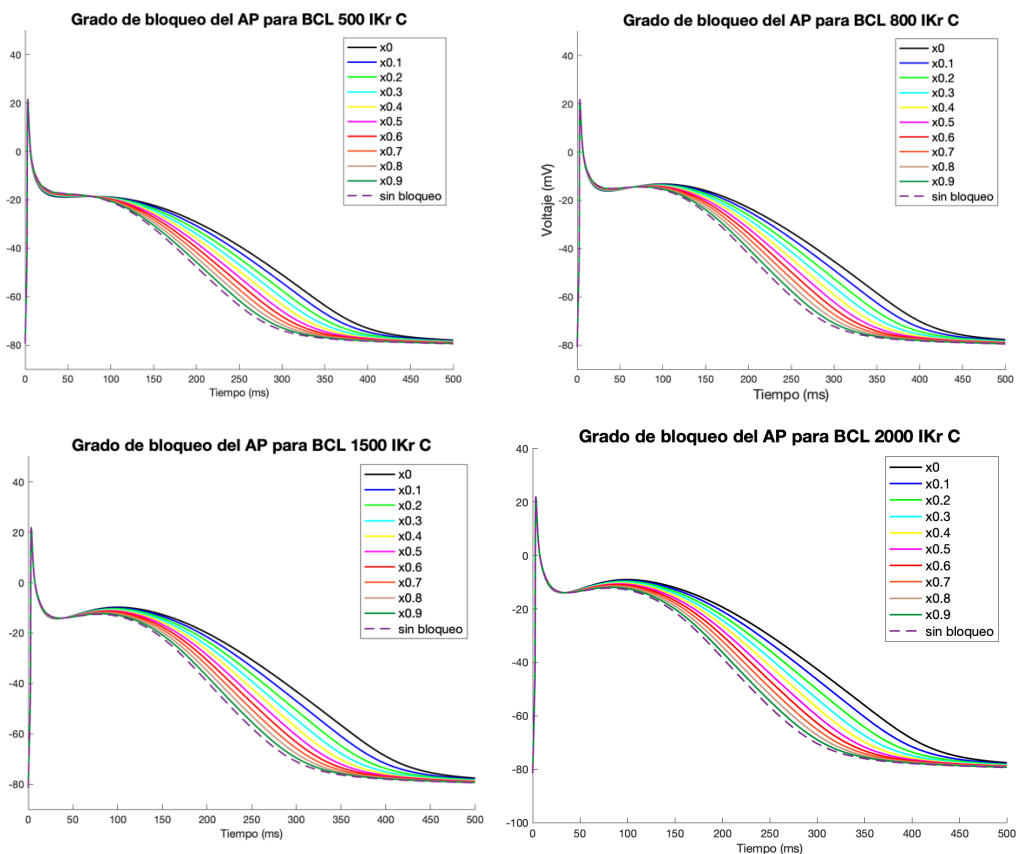 Grado de bloqueo del AP para BCL 500 IKr C
40
20
0
-20
-40
-60
-80
0 50 100 150 200 250 300 350 400 450 500
Tiempo (ms)
x0
x0.1
x0.2
x0.3
x0.4
x0.5
x0.6
x0.7
x0.8
x0.9
sin bloqueo
Grado de bloqueo del AP para BCL 800 IKr C
Voltaje (mV)
40
20
0
-20
-40
-60
-80
0 50 100 150 200 250 300 350 400 450 500
Tiempo (ms)
x0
x0.1
x0.2
x0.3
x0.4
x0.5
x0.6
x0.7
x0.8
x0.9
sin bloqueo
Grado de bloqueo del AP para BCL 1500 IKr C
40
20
0
-20
-40
-60
-80
0 50 100 150 200 250 300 350 400 450 500
Tiempo (ms)
x0
x0.1
x0.2
x0.3
x0.4
x0.5
x0.6
x0.7
x0.8
x0.9
sin bloqueo
Grado de bloqueo del AP para BCL 2000 IKr C
40
20
0
-20
-40
-60
-80
-100
0 50 100 150 200 250 300 350 400 450 500
Tiempo (ms)
x0
x0.1
x0.2
x0.3
x0.4
x0.5
x0.6
x0.7
x0.8
x0.9
sin bloqueo